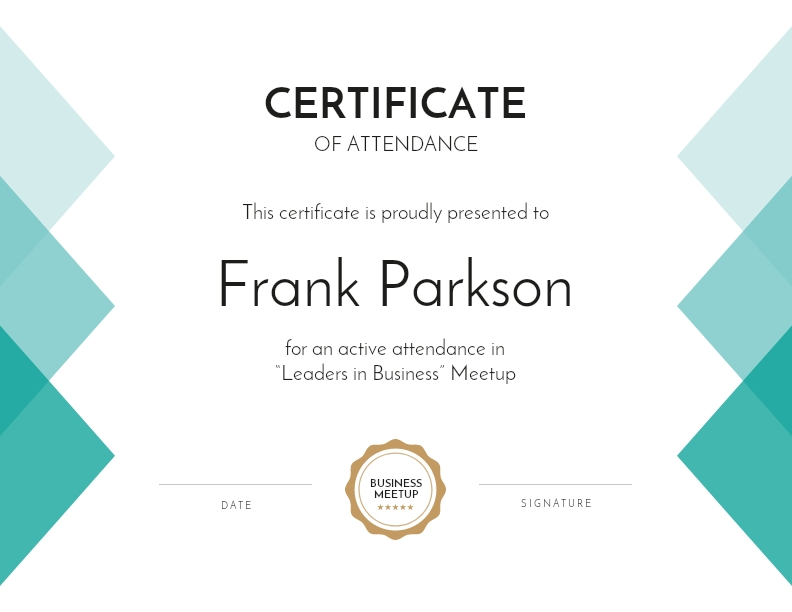 CERTIFICATE
OF ATTENDANCE
This certificate is proudly presented to
Frank Parkson
for an active attendance in
“Leaders in Business” Meetup
BUSINESS
MEETUP
★★★★★
DATE
SIGNATURE